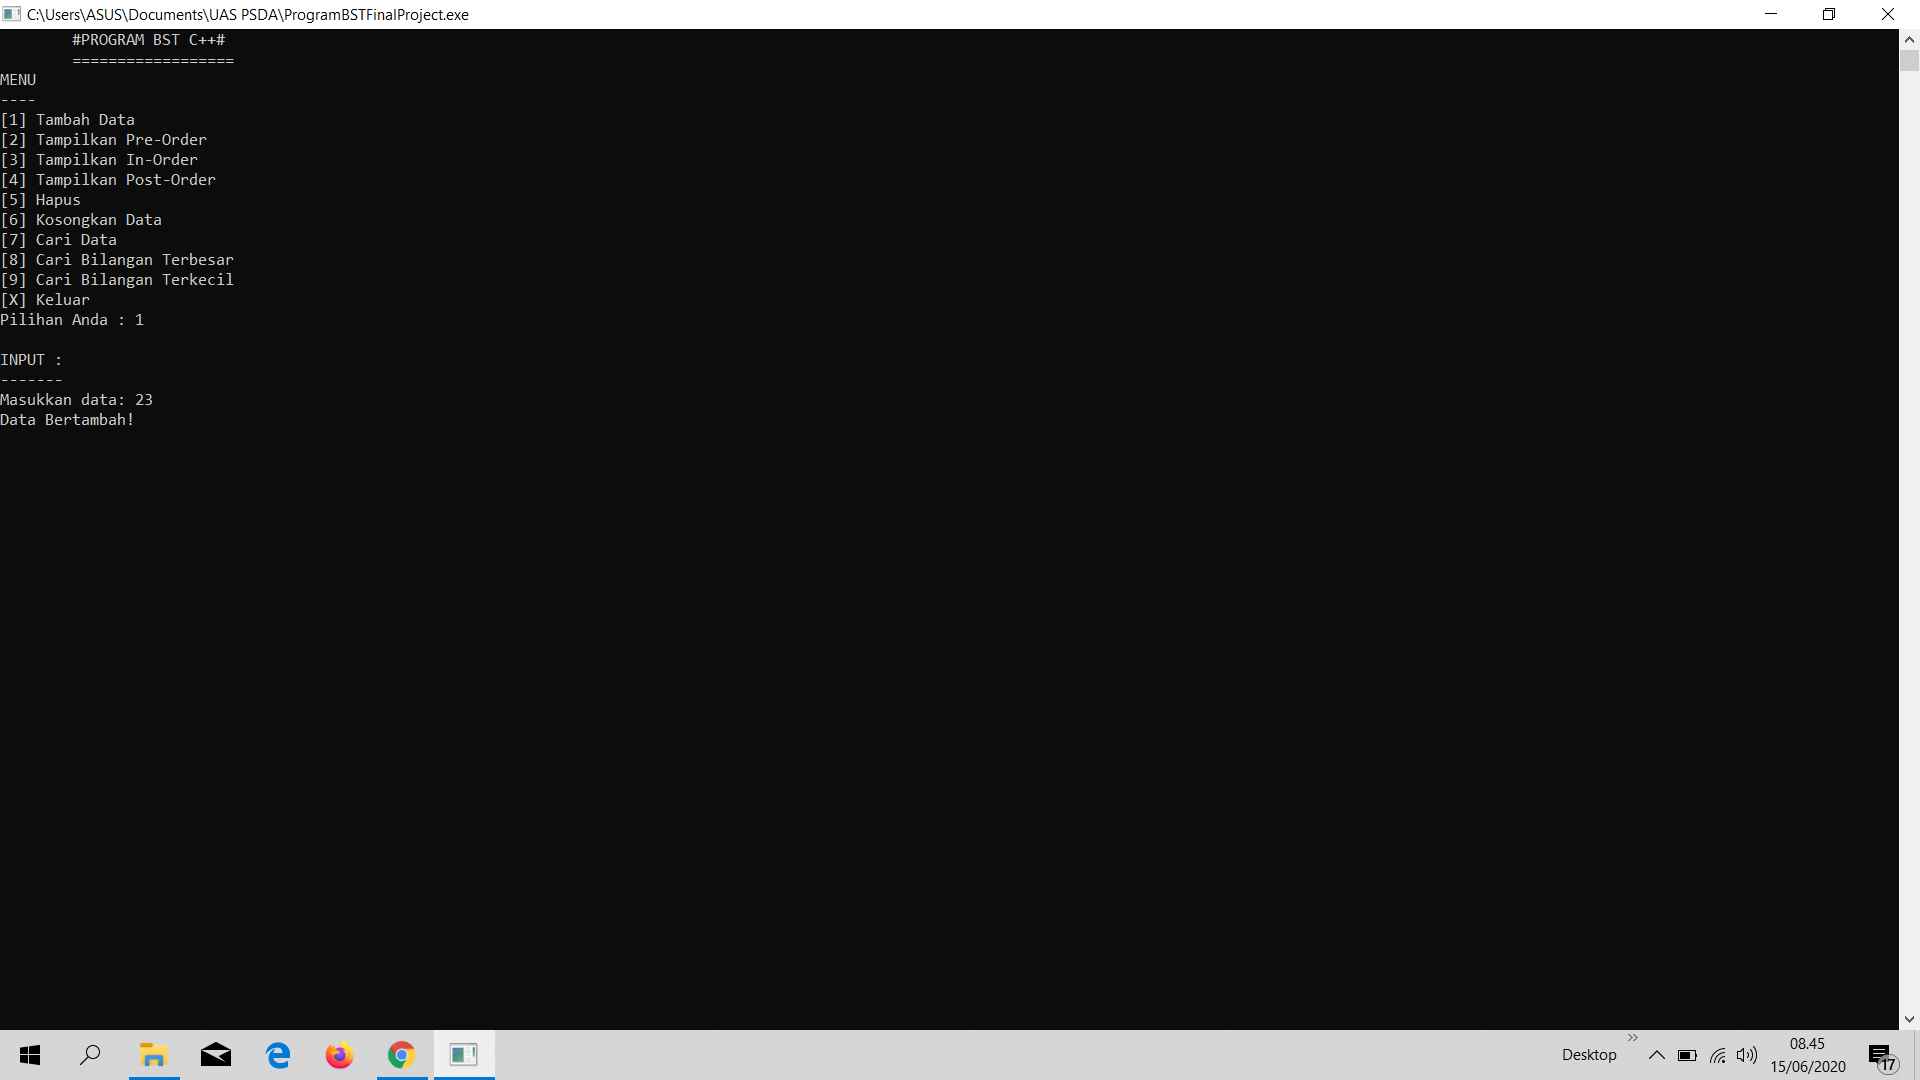 C:\Users\ASUS\Documents\UAS PSDA\ProgramBSTFinalProject.exe
#PROGRAM BST C++#
==================
MENU
----
[1] Tambah Data
[2] Tampilkan Pre-Order
[3] Tampilkan In-Order
[4] Tampilkan Post-Order
[5] Hapus
[6] Kosongkan Data
[7] Cari Data
[8] Cari Bilangan Terbesar
[9] Cari Bilangan Terkecil
[X] Keluar
Pilihan Anda : 1
INPUT :
-------
Masukkan data: 23
Data Bertambah!
Desktop
08.45
15/06/2020
17